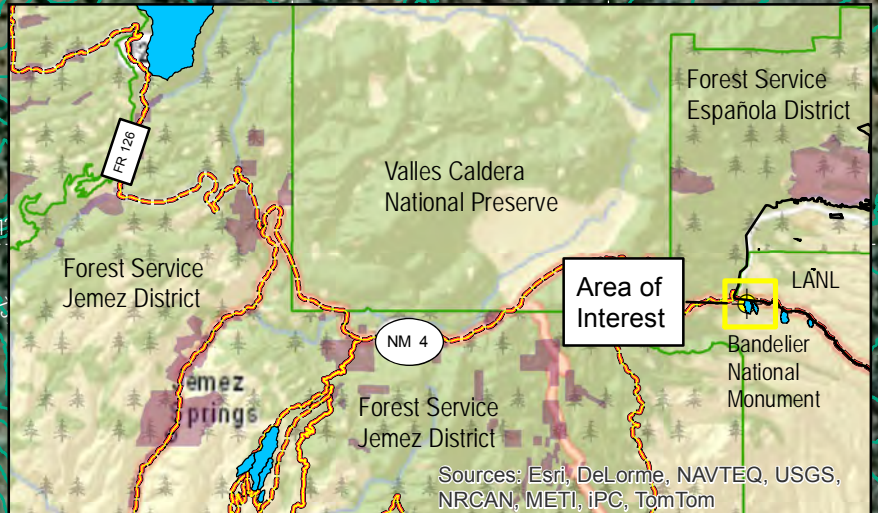 FR 126
Forest Service
Española District
Valles Caldera
National Preserve
Forest Service
Jemez District
Area of
Interest
LANL
NM 4
Bandelier
National
Monument
Forest Service
Jemez District
Sources: Esri, DeLorme, NAVTEQ, USGS,
NRCAN, METI, iPC, TomTom